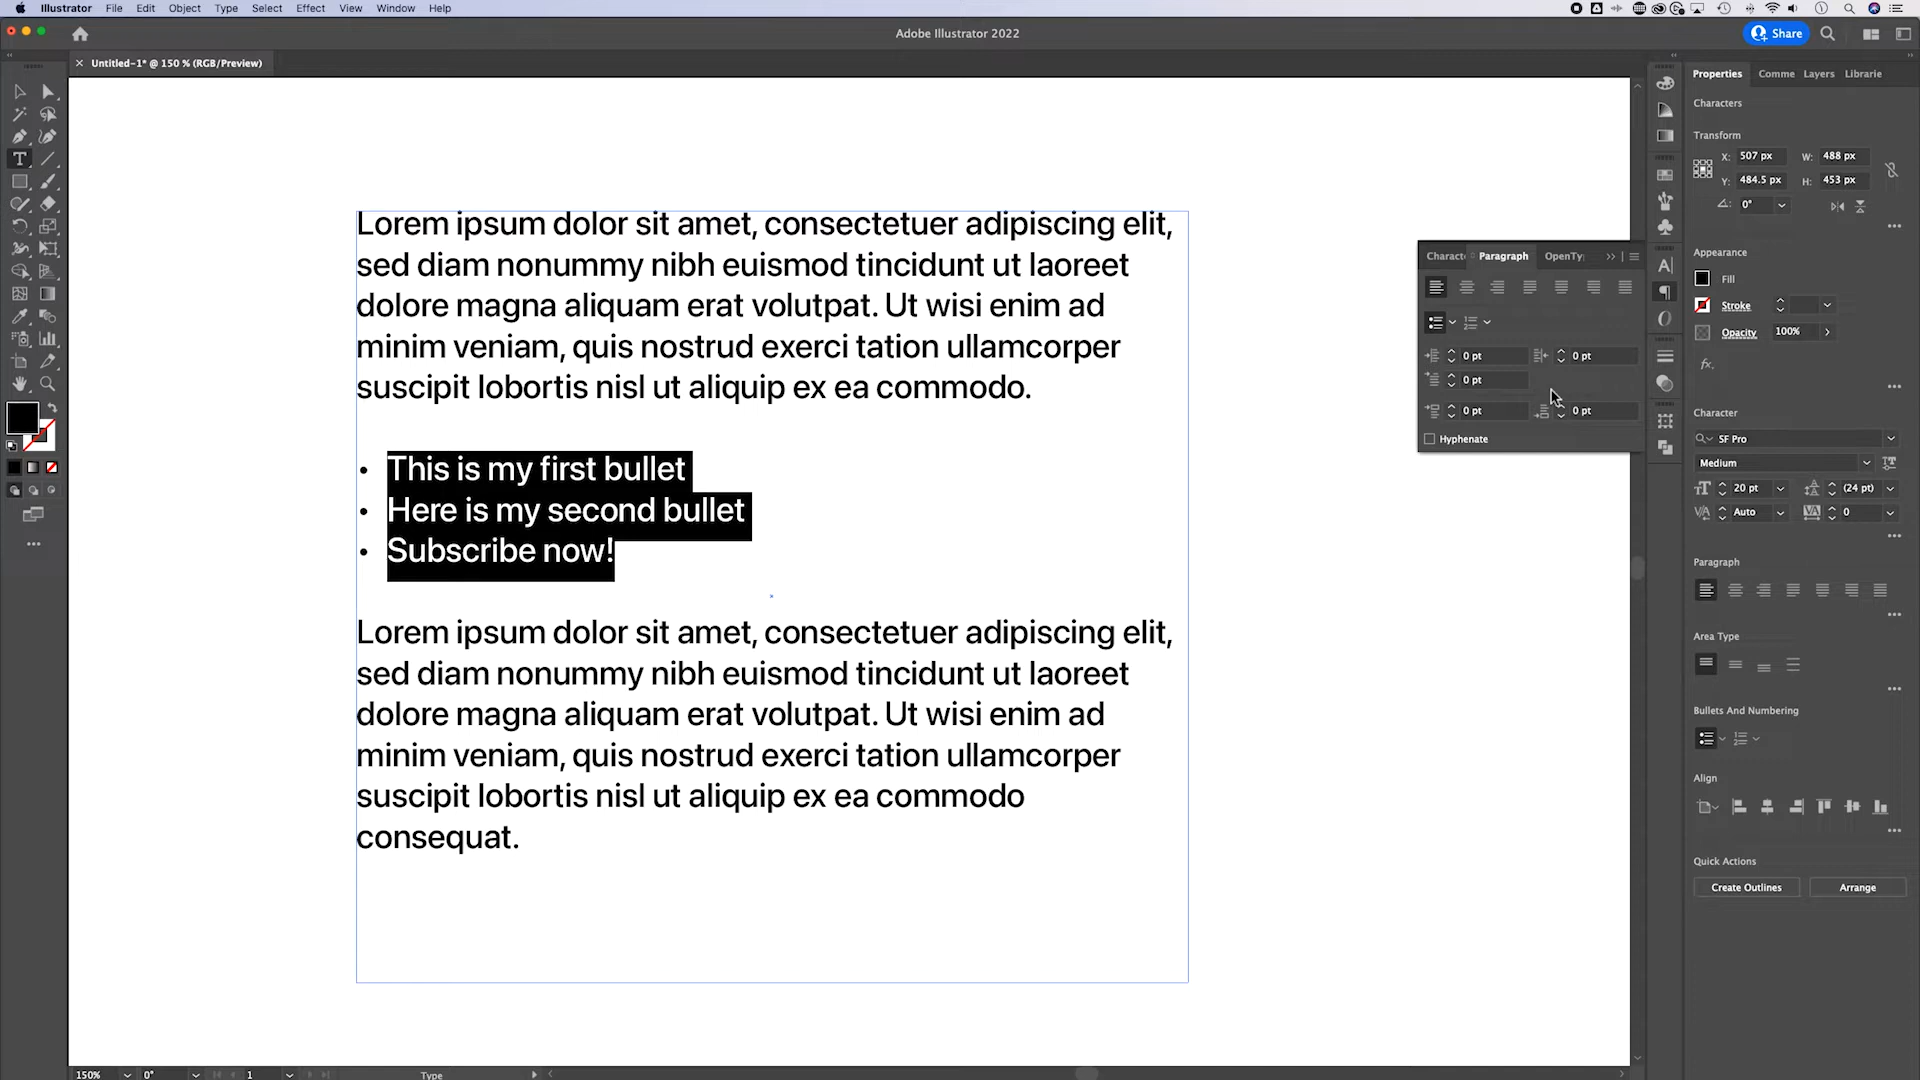 Illustrator File Edit Type Object Select Effect View Window Help
Adobe Illustrator 2022
Share
Untitled-1* @ 150 % (RGB/Preview)
Properties Comme Layers Librarie
Characters
Transform
X: 507 px W: 488 px
Y: 484.5 px H: 453 px
0°
Appearance
Fill
Stroke
Opacity 100%
fx.
Character
SF Pro
Medium
20 pt (24 pt)
Auto 0
Paragraph
Area Type
Bullets And Numbering
Align
Quick Actions
Create Outlines Arrange
Charact Paragraph OpenTy
0 pt 0 pt
0 pt
0 pt 0 pt
Hyphenate
Lorem ipsum dolor sit amet, consectetuer adipiscing elit,
sed diam nonummy nibh euismod tincidunt ut laoreet
dolore magna aliquam erat volutpat. Ut wisi enim ad
minim veniam, quis nostrud exerci tation ullamcorper
suscipit lobortis nisl ut aliquip ex ea commodo.
• This is my first bullet
• Here is my second bullet
• Subscribe now!
Lorem ipsum dolor sit amet, consectetuer adipiscing elit,
sed diam nonummy nibh euismod tincidunt ut laoreet
dolore magna aliquam erat volutpat. Ut wisi enim ad
minim veniam, quis nostrud exerci tation ullamcorper
suscipit lobortis nisl ut aliquip ex ea commodo
consequat.
150% 0° 1 Type